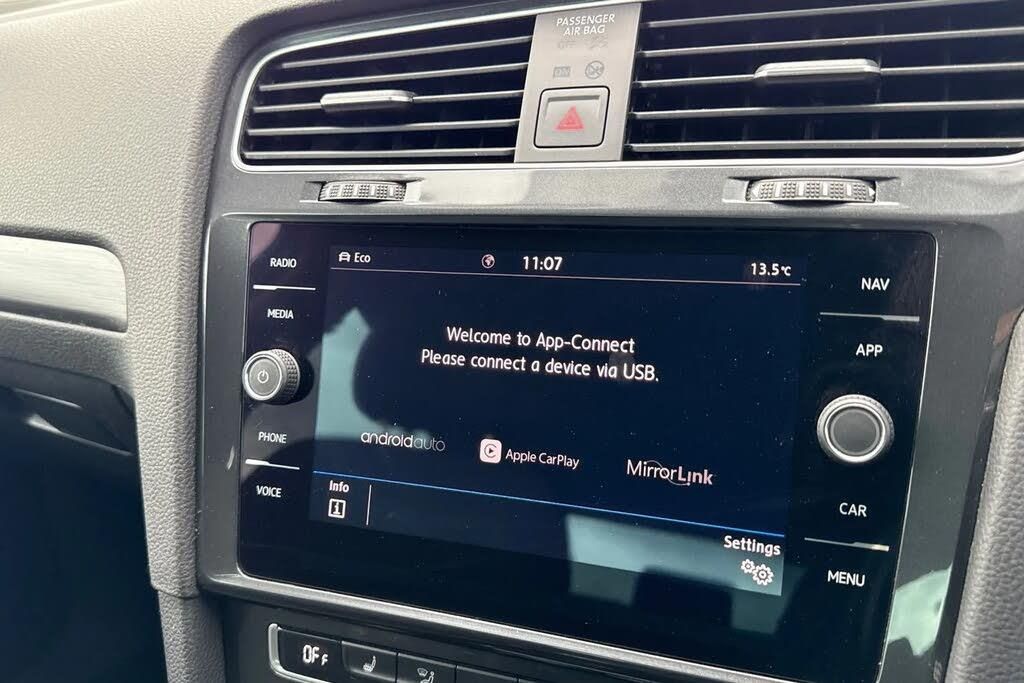 PASSENGER
AIR BAG
RADIO
MEDIA
PHONE
VOICE
Eco
11:07
13.5°C
Welcome to App-Connect
Please connect a device via USB.
androidauto
Apple CarPlay
MirrorLink
Info
i
Settings
NAV
APP
CAR
MENU
OFF